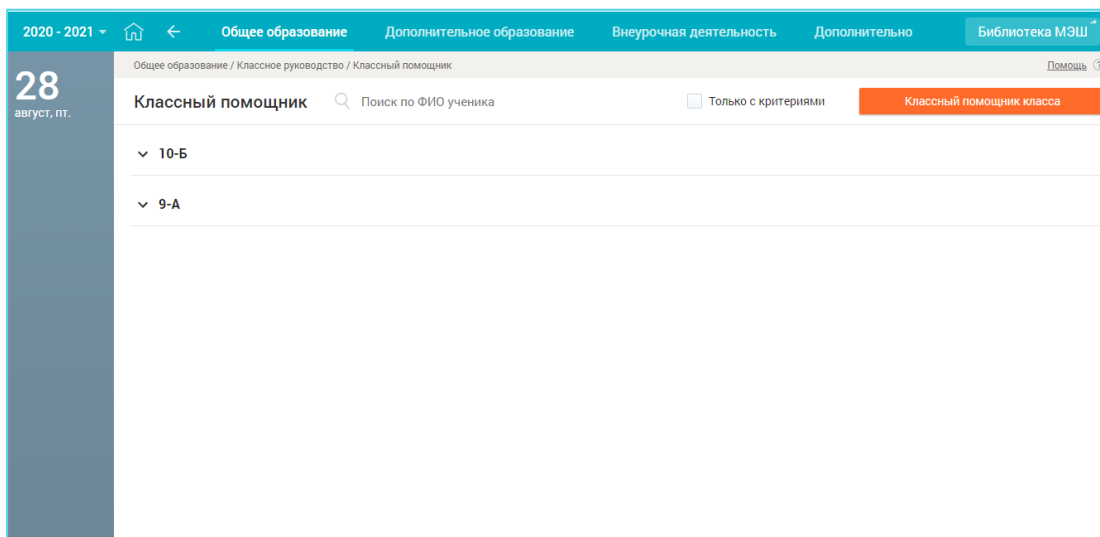 2020 - 2021 Общее образование Дополнительное образование Внеурочная деятельность Дополнительно Библиотека МЭШ
28
август, пт.
Общее образование / Классное руководство / Классный помощник Помощь
Классный помощник Поиск по ФИО ученика Только с критериями Классный помощник класса
10-Б
9-А